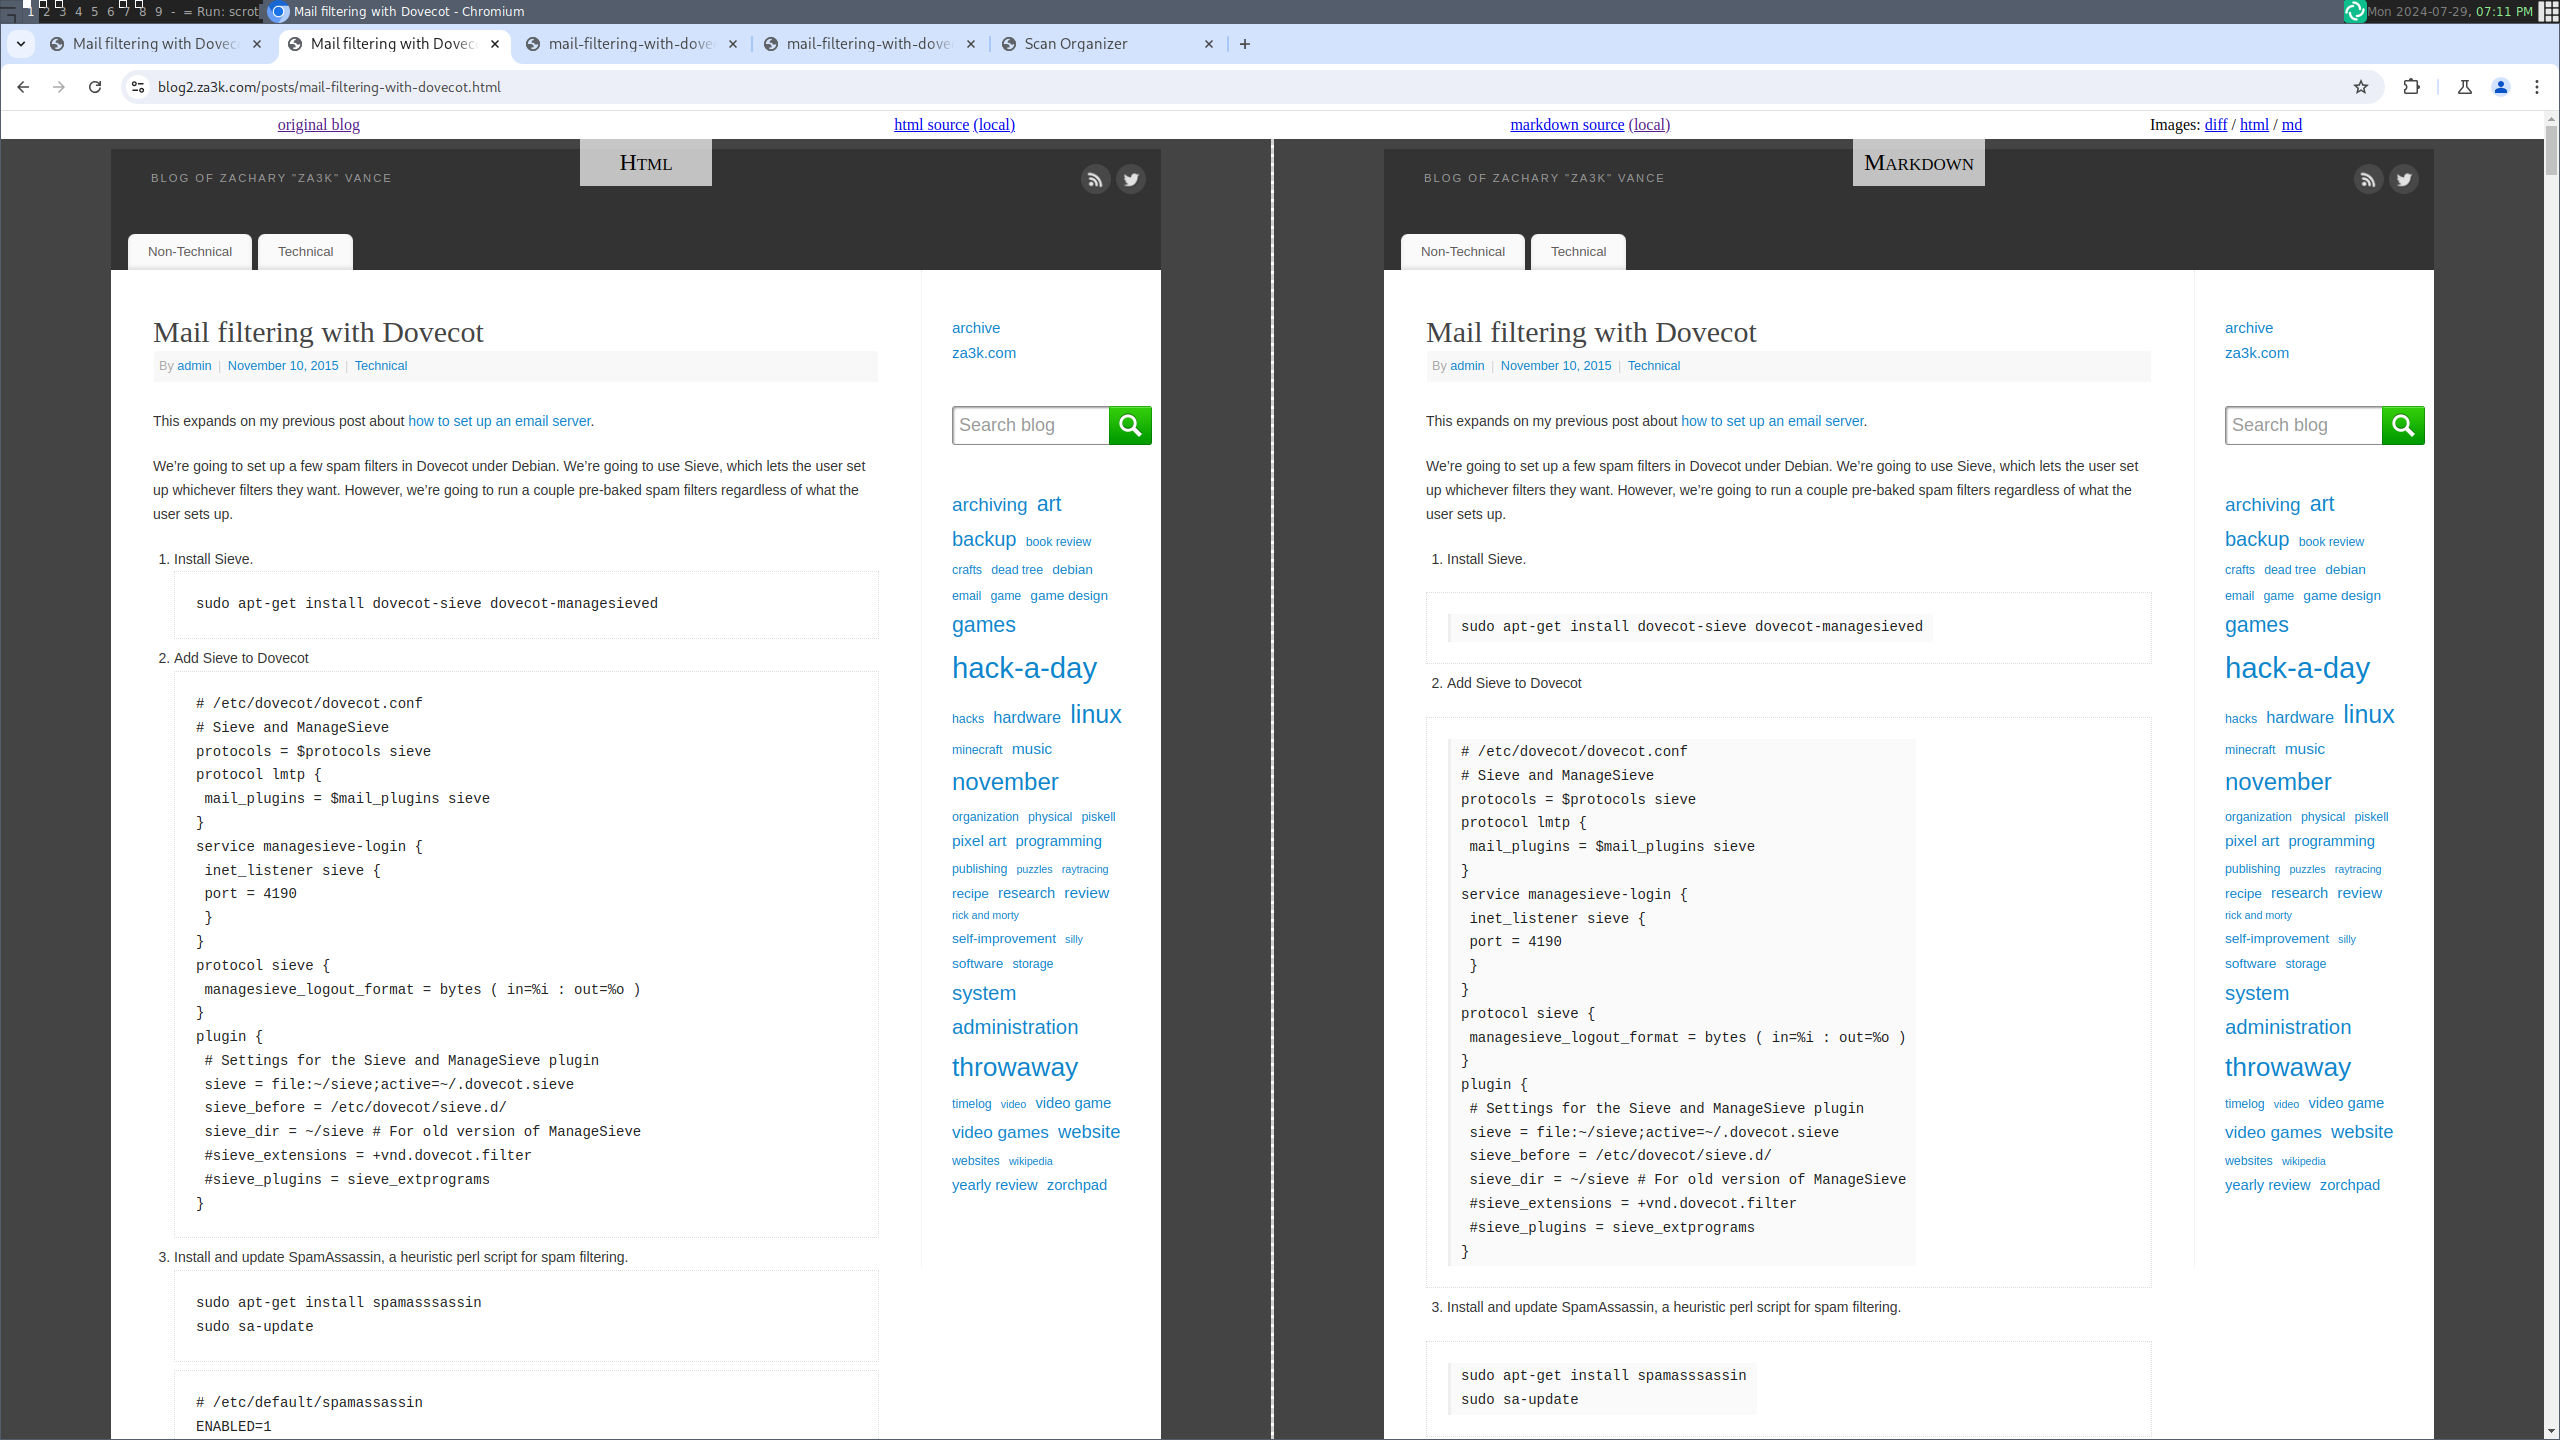 1 2 3 4 5 6 7 8 9 - = Run: scrot Mail filtering with Dovecot - Chromium Mon 2024-07-29, 07:11 PM
Mail filtering with Dovec Mail filtering with Dovec mail-filtering-with-dove mail-filtering-with-dove Scan Organizer
blog2.za3k.com/posts/mail-filtering-with-dovecot.html
original blog html source (local) markdown source (local) Images: diff / html / md
Html
BLOG OF ZACHARY "ZA3K" VANCE
Non-Technical Technical
Mail filtering with Dovecot
By admin | November 10, 2015 | Technical
This expands on my previous post about how to set up an email server.
We’re going to set up a few spam filters in Dovecot under Debian. We’re going to use Sieve, which lets the user set
up whichever filters they want. However, we’re going to run a couple pre-baked spam filters regardless of what the
user sets up.
1. Install Sieve.
sudo apt-get install dovecot-sieve dovecot-managesieved
2. Add Sieve to Dovecot
# /etc/dovecot/dovecot.conf
# Sieve and ManageSieve
protocols = $protocols sieve
protocol lmtp {
mail_plugins = $mail_plugins sieve
}
service managesieve-login {
inet_listener sieve {
port = 4190
}
}
protocol sieve {
managesieve_logout_format = bytes ( in=%i : out=%o )
}
plugin {
# Settings for the Sieve and ManageSieve plugin
sieve = file:~/sieve;active=~/.dovecot.sieve
sieve_before = /etc/dovecot/sieve.d/
sieve_dir = ~/sieve # For old version of ManageSieve
#sieve_extensions = +vnd.dovecot.filter
#sieve_plugins = sieve_extprograms
}
3. Install and update SpamAssassin, a heuristic perl script for spam filtering.
sudo apt-get install spamasssassin
sudo sa-update
# /etc/default/spamassassin
ENABLED=1
archive
za3k.com
Search blog
archiving art
backup book review
crafts dead tree debian
email game game design
games
hack-a-day
hacks hardware linux
minecraft music
november
organization physical piskell
pixel art programming
publishing puzzles raytracing
recipe research review
rick and morty
self-improvement silly
software storage
system
administration
throwaway
timelog video video game
video games website
websites wikipedia
yearly review zorchpad
Markdown
BLOG OF ZACHARY "ZA3K" VANCE
Non-Technical Technical
Mail filtering with Dovecot
By admin | November 10, 2015 | Technical
This expands on my previous post about how to set up an email server.
We’re going to set up a few spam filters in Dovecot under Debian. We’re going to use Sieve, which lets the user set
up whichever filters they want. However, we’re going to run a couple pre-baked spam filters regardless of what the
user sets up.
1. Install Sieve.
sudo apt-get install dovecot-sieve dovecot-managesieved
2. Add Sieve to Dovecot
# /etc/dovecot/dovecot.conf
# Sieve and ManageSieve
protocols = $protocols sieve
protocol lmtp {
mail_plugins = $mail_plugins sieve
}
service managesieve-login {
inet_listener sieve {
port = 4190
}
}
protocol sieve {
managesieve_logout_format = bytes ( in=%i : out=%o )
}
plugin {
# Settings for the Sieve and ManageSieve plugin
sieve = file:~/sieve;active=~/.dovecot.sieve
sieve_before = /etc/dovecot/sieve.d/
sieve_dir = ~/sieve # For old version of ManageSieve
#sieve_extensions = +vnd.dovecot.filter
#sieve_plugins = sieve_extprograms
}
3. Install and update SpamAssassin, a heuristic perl script for spam filtering.
sudo apt-get install spamasssassin
sudo sa-update
archive
za3k.com
Search blog
archiving art
backup book review
crafts dead tree debian
email game game design
games
hack-a-day
hacks hardware linux
minecraft music
november
organization physical piskell
pixel art programming
publishing puzzles raytracing
recipe research review
rick and morty
self-improvement silly
software storage
system
administration
throwaway
timelog video video game
video games website
websites wikipedia
yearly review zorchpad